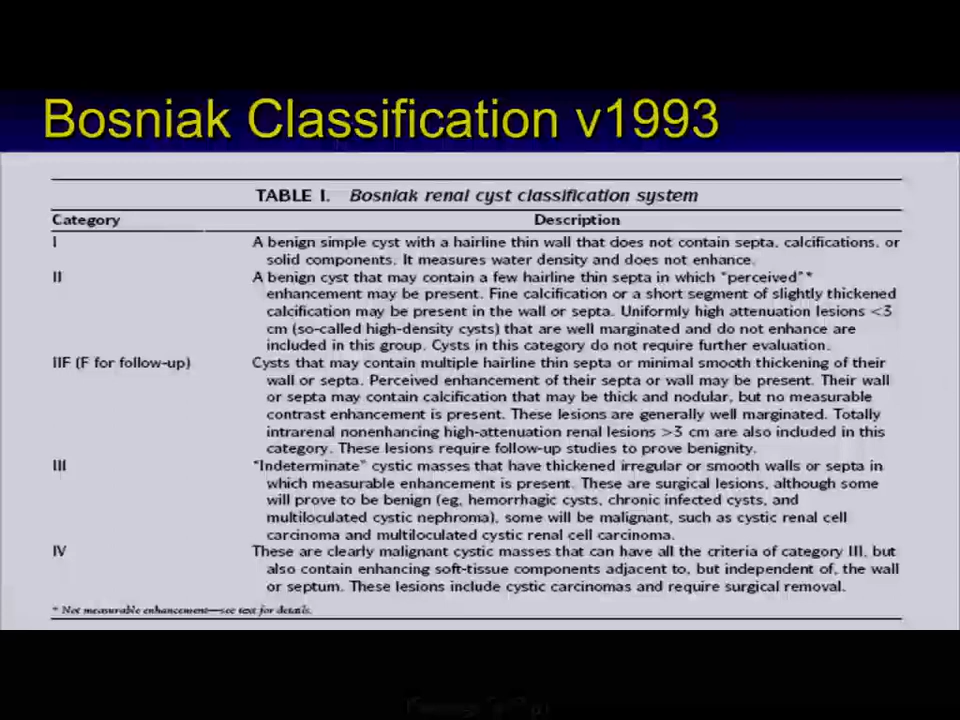 Bosniak Classification v1993
TABLE I. Bosniak renal cyst classification system
Category Description
I A benign simple cyst with a hairline thin wall that does not contain septa, calcifications, or
solid components. It measures water density and does not enhance.
II A benign cyst that may contain a few hairline thin septa in which "perceived"*
enhancement may be present. Fine calcification or a short segment of slightly thickened
calcification may be present in the wall or septa. Uniformly high attenuation lesions <3
cm (so-called high-density cysts) that are well marginated and do not enhance are
included in this group. Cysts in this category do not require further evaluation.
IIF (F for follow-up) Cysts that may contain multiple hairline thin septa or minimal smooth thickening of their
wall or septa. Perceived enhancement of their septa or wall may be present. Their wall
or septa may contain calcification that may be thick and nodular, but no measurable
contrast enhancement is present. These lesions are generally well marginated. Totally
intrarenal nonenhancing high-attenuation renal lesions >3 cm are also included in this
category. These lesions require follow-up studies to prove benignity.
III "Indeterminate" cystic masses that have thickened irregular or smooth walls or septa in
which measurable enhancement is present. These are surgical lesions, although some
will prove to be benign (eg, hemorrhagic cysts, chronic infected cysts, and
multiloculated cystic nephroma), some will be malignant, such as cystic renal cell
carcinoma and multiloculated cystic renal cell carcinoma.
IV These are clearly malignant cystic masses that can have all the criteria of category III, but
also contain enhancing soft-tissue components adjacent to, but independent of, the wall
or septum. These lesions include cystic carcinomas and require surgical removal.
* Not measurable enhancement—see text for details.